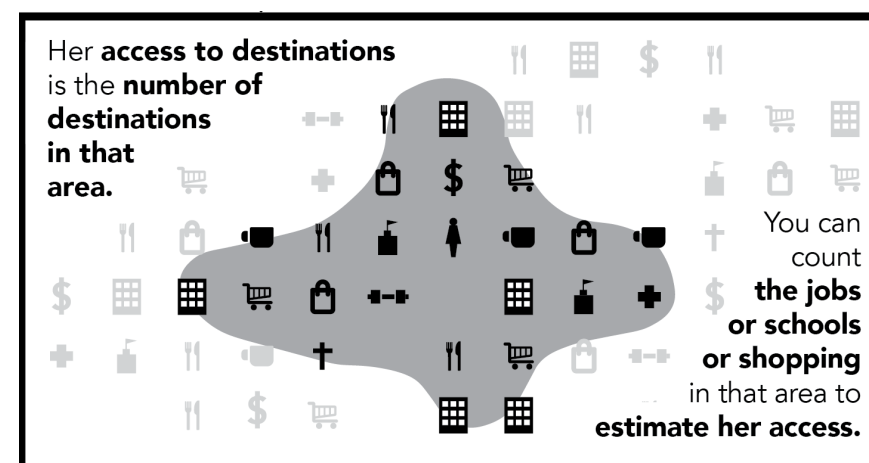 Her access to destinations
is the number of
destinations
in that
area.
You can
count
the jobs
or schools
or shopping
in that area to
estimate her access.